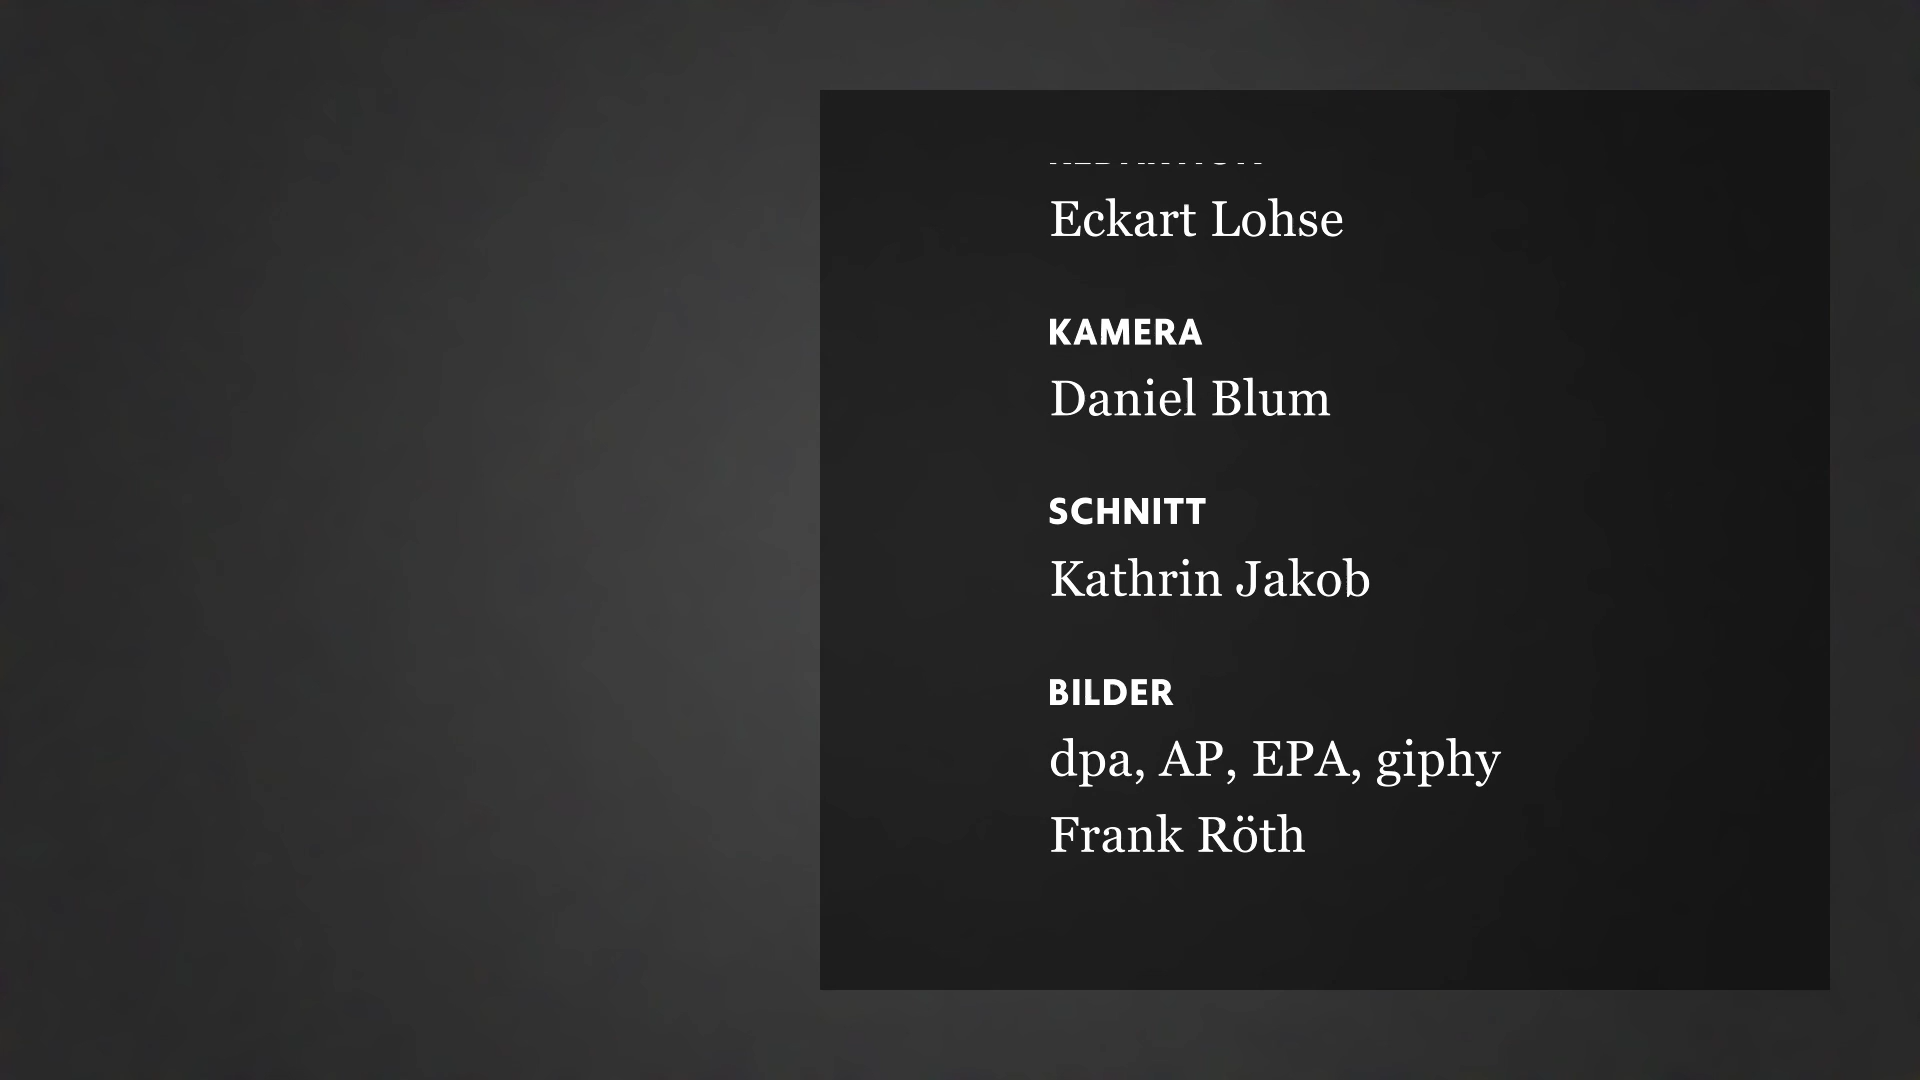 Eckart Lohse
KAMERA
Daniel Blum
SCHNITT
Kathrin Jakob
BILDER
dpa, AP, EPA, giphy
Frank Röth